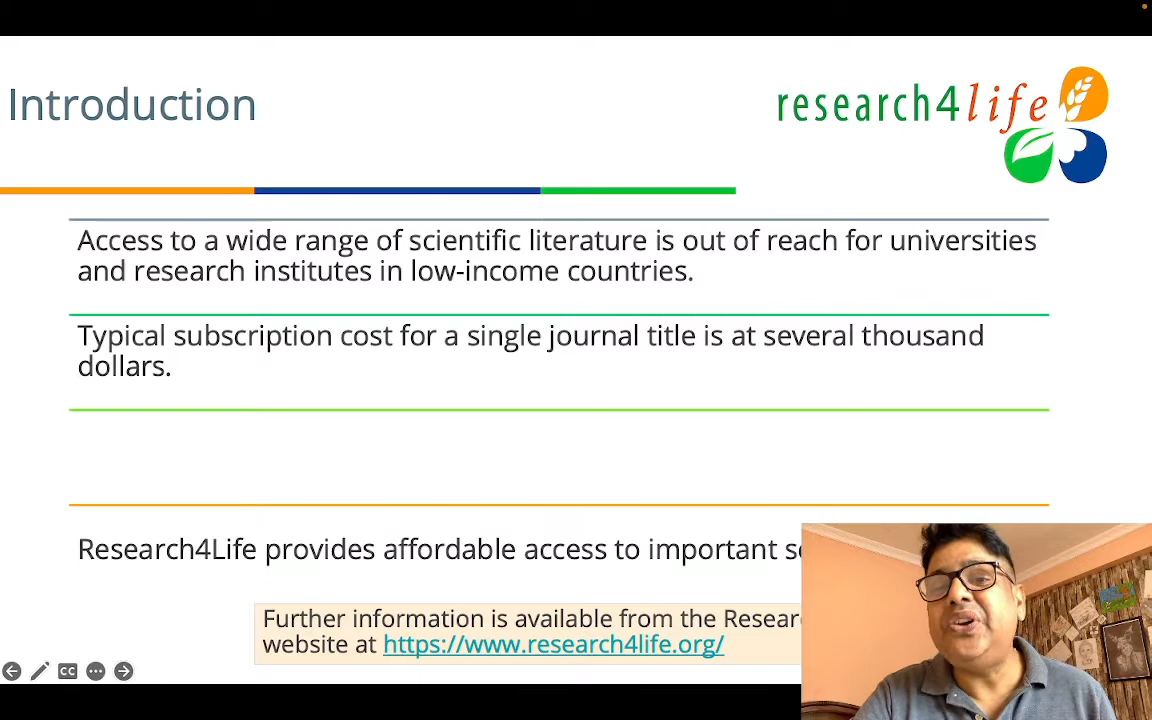 Introduction
research4life
Access to a wide range of scientific literature is out of reach for universities
and research institutes in low-income countries.
Typical subscription cost for a single journal title is at several thousand
dollars.
Research4Life provides affordable access to important
Further information is available from the
website at https://www.research4life.org/
CC